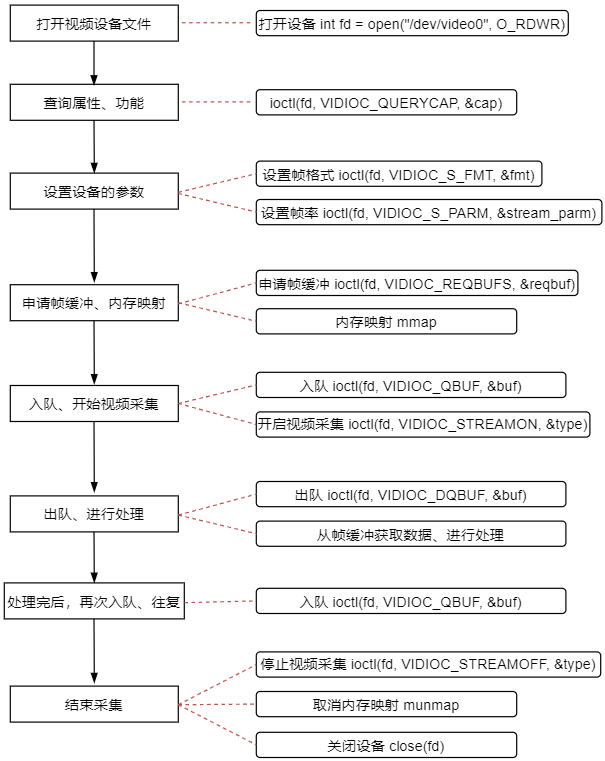 打开视频设备文件
打开设备 int fd = open("/dev/video0", O_RDWR)
查询属性、功能
ioctl(fd, VIDIOC_QUERYCAP, &cap)
设置设备的参数
设置帧格式 ioctl(fd, VIDIOC_S_FMT, &fmt)
设置帧率 ioctl(fd, VIDIOC_S_PARM, &stream_parm)
申请帧缓冲、内存映射
申请帧缓冲 ioctl(fd, VIDIOC_REQBUFS, &reqbuf)
内存映射 mmap
入队、开始视频采集
入队 ioctl(fd, VIDIOC_QBUF, &buf)
开启视频采集 ioctl(fd, VIDIOC_STREAMON, &type)
出队、进行处理
出队 ioctl(fd, VIDIOC_DQBUF, &buf)
从帧缓冲获取数据、进行处理
处理完后，再次入队、往复
入队 ioctl(fd, VIDIOC_QBUF, &buf)
结束采集
停止视频采集 ioctl(fd, VIDIOC_STREAMOFF, &type)
取消内存映射 munmap
关闭设备 close(fd)